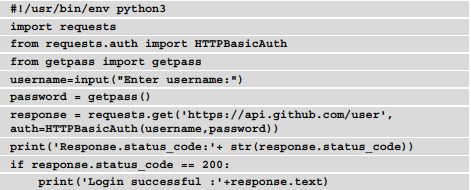 #!/usr/bin/env python3
import requests
from requests.auth import HTTPBasicAuth
from getpass import getpass
username=input("Enter username:")
password = getpass()
response = requests.get('https://api.github.com/user',
auth=HTTPBasicAuth(username,password))
print('Response.status_code:'+ str(response.status_code))
if response.status_code == 200:
    print('Login successful :'+response.text)